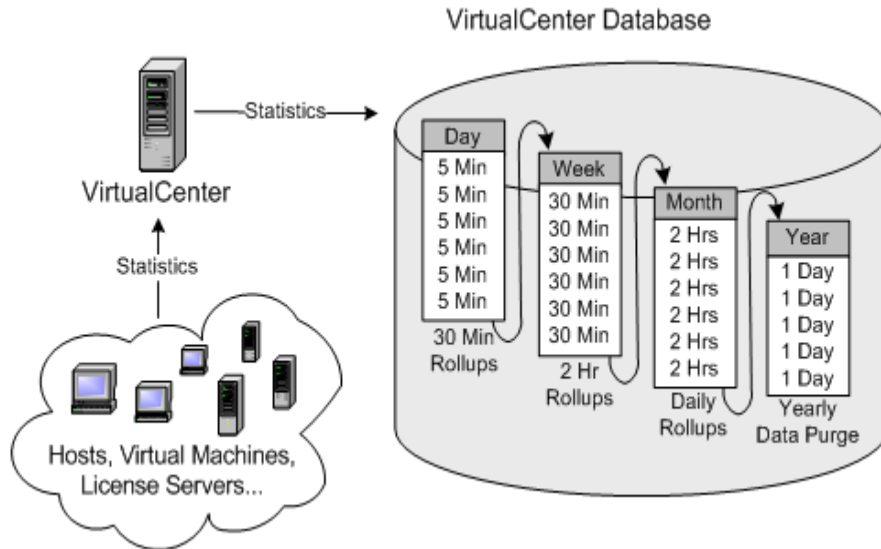 VirtualCenter Database
Statistics
VirtualCenter
Statistics
Hosts, Virtual Machines,
License Servers...
Day
5 Min
5 Min
5 Min
5 Min
5 Min
5 Min
30 Min
Rollups
Week
30 Min
30 Min
30 Min
30 Min
30 Min
30 Min
2 Hr
Rollups
Month
2 Hrs
2 Hrs
2 Hrs
2 Hrs
2 Hrs
2 Hrs
Daily
Rollups
Year
1 Day
1 Day
1 Day
1 Day
1 Day
Yearly
Data Purge